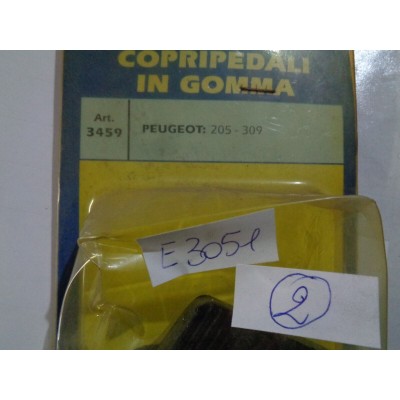 COPRIPEDALI
IN GOMMA
Art.
3459
PEUGEOT: 205 - 309
E3051
2